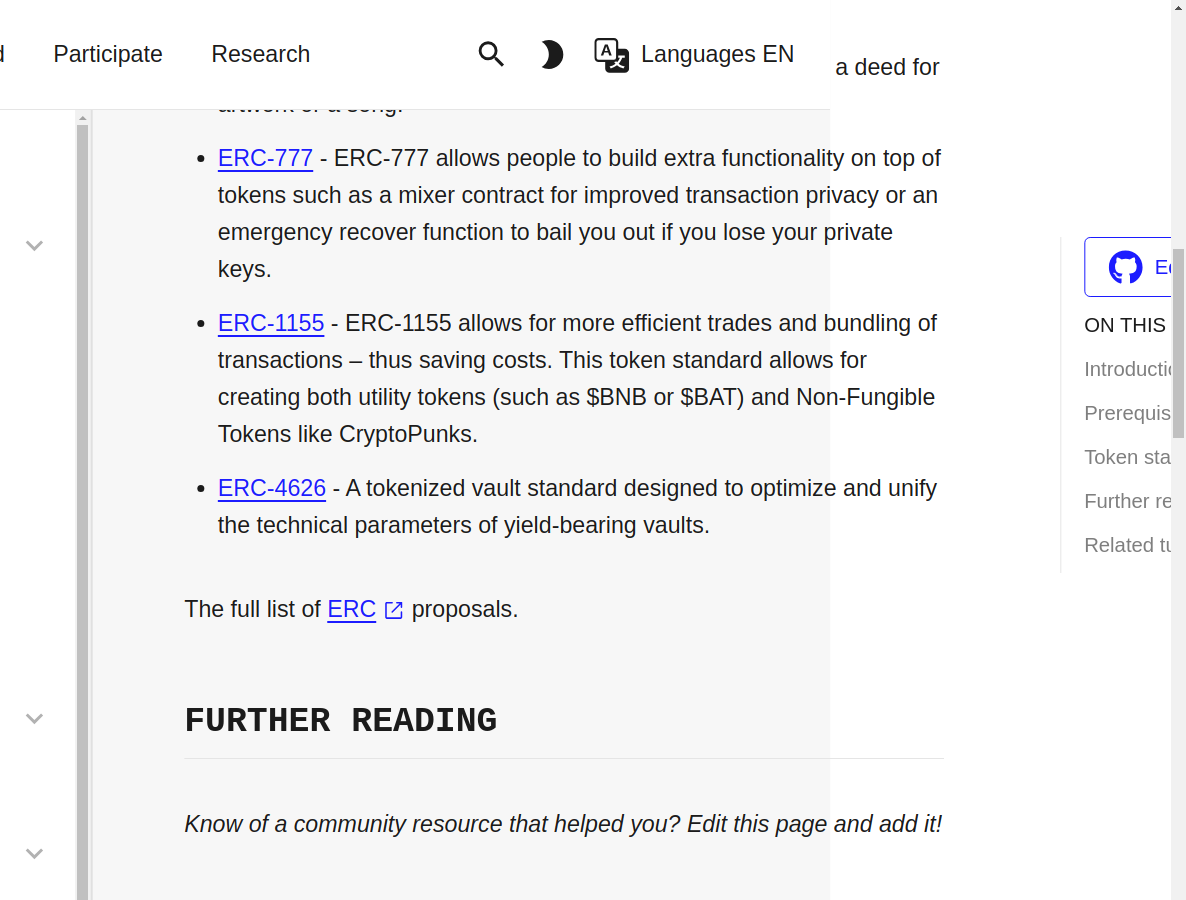 Participate
Research
Languages EN
a deed for
artwork or a song.
ERC-777 - ERC-777 allows people to build extra functionality on top of
tokens such as a mixer contract for improved transaction privacy or an
emergency recover function to bail you out if you lose your private
keys.
ERC-1155 - ERC-1155 allows for more efficient trades and bundling of
transactions – thus saving costs. This token standard allows for
creating both utility tokens (such as $BNB or $BAT) and Non-Fungible
Tokens like CryptoPunks.
ERC-4626 - A tokenized vault standard designed to optimize and unify
the technical parameters of yield-bearing vaults.
The full list of ERC proposals.
FURTHER READING
Know of a community resource that helped you? Edit this page and add it!
ON THIS
Token
Further
Related